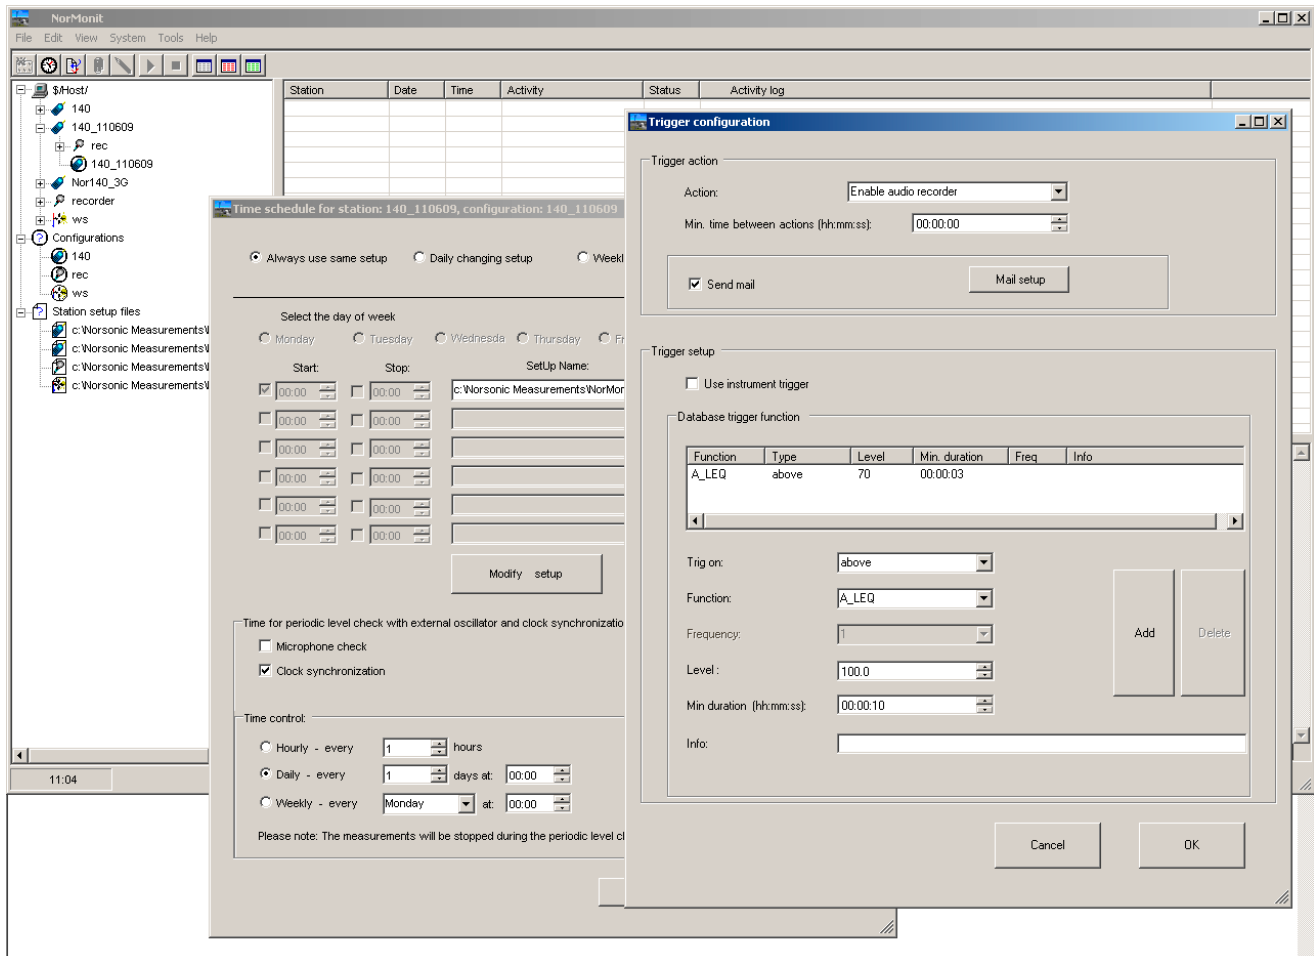 NorMonit
File Edit View System Tools Help
$/Host/
140
140_110609
rec
140_110609
Nor140_3G
recorder
ws
Configurations
140
rec
ws
Station setup files
c:\Norsonic Measurements\
c:\Norsonic Measurements\
c:\Norsonic Measurements\
c:\Norsonic Measurements\
11:04
Station Date Time Activity Status Activity log
Time schedule for station: 140_110609, configuration: 140_110609
Always use same setup Daily changing setup Weekl
Select the day of week
Monday Tuesday Wednesda Thursday Fr
Start: Stop: SetUp Name:
00:00 00:00 c:\Norsonic Measurements\NorMor
00:00 00:00
00:00 00:00
00:00 00:00
00:00 00:00
00:00 00:00
Modify setup
Time for periodic level check with external oscillator and clock synchronizatio
Microphone check
Clock synchronization
Time control:
Hourly - every 1 hours
Daily - every 1 days at: 00:00
Weekly - every Monday at: 00:00
Please note: The measurements will be stopped during the periodic level cl
Trigger configuration
Trigger action
Action: Enable audio recorder
Min. time between actions (hh:mm:ss): 00:00:00
Send mail Mail setup
Trigger setup
Use instrument trigger
Database trigger function
Function Type Level Min. duration Freq Info
A_LEQ above 70 00:00:03
Trig on: above
Function: A_LEQ
Frequency: 1
Level : 100.0
Min duration (hh:mm:ss): 00:00:10
Info:
Add Delete
Cancel OK